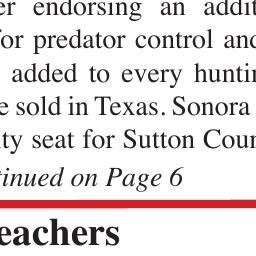 er endorsing an addit
for predator control and
added to every huntin
e sold in Texas. Sonora
ity seat for Sutton Coun
tinued on Page 6
eachers